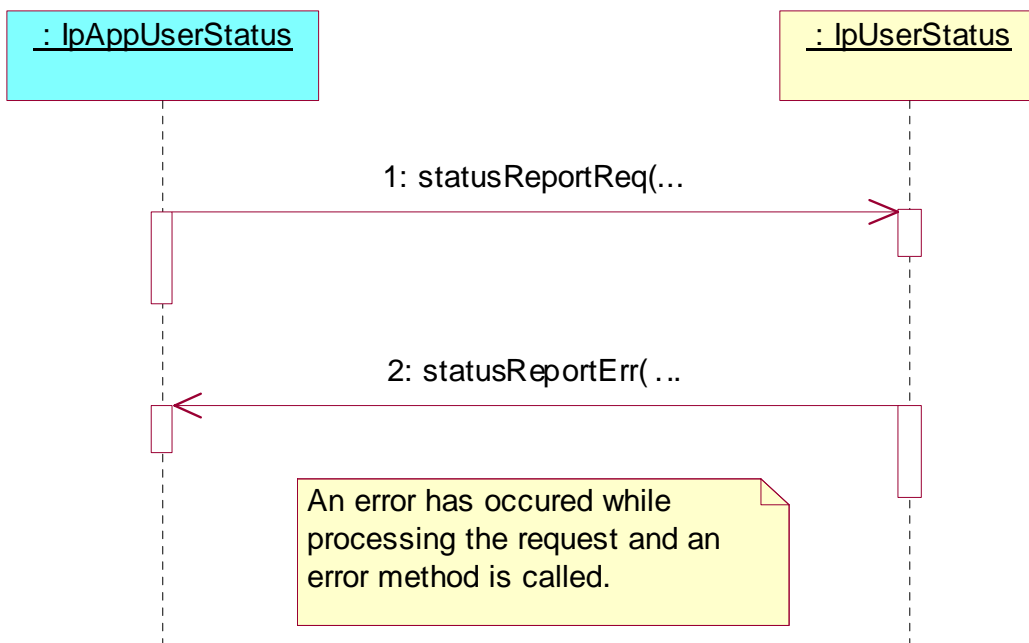 : IpAppUserStatus
: IpUserStatus
1: statusReportReq(...
2: statusReportErr( ...
An error has occured while
processing the request and an
error method is called.